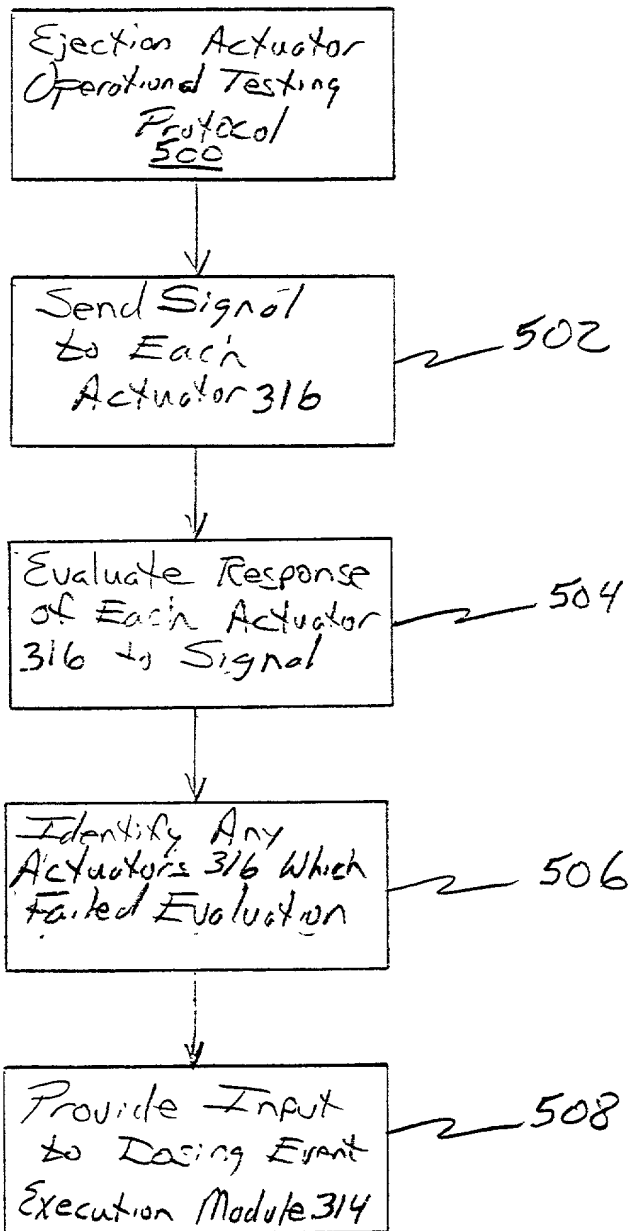 Ejection Actuator
Operational Testing
Protocol
500
Send Signal
to Each
Actuator 316
502
Evaluate Response
of Each Actuator
316 to Signal
504
Identify Any
Actuators 316 Which
Failed Evaluation
506
Provide Input
to Dosing Event
Execution Module 314
508